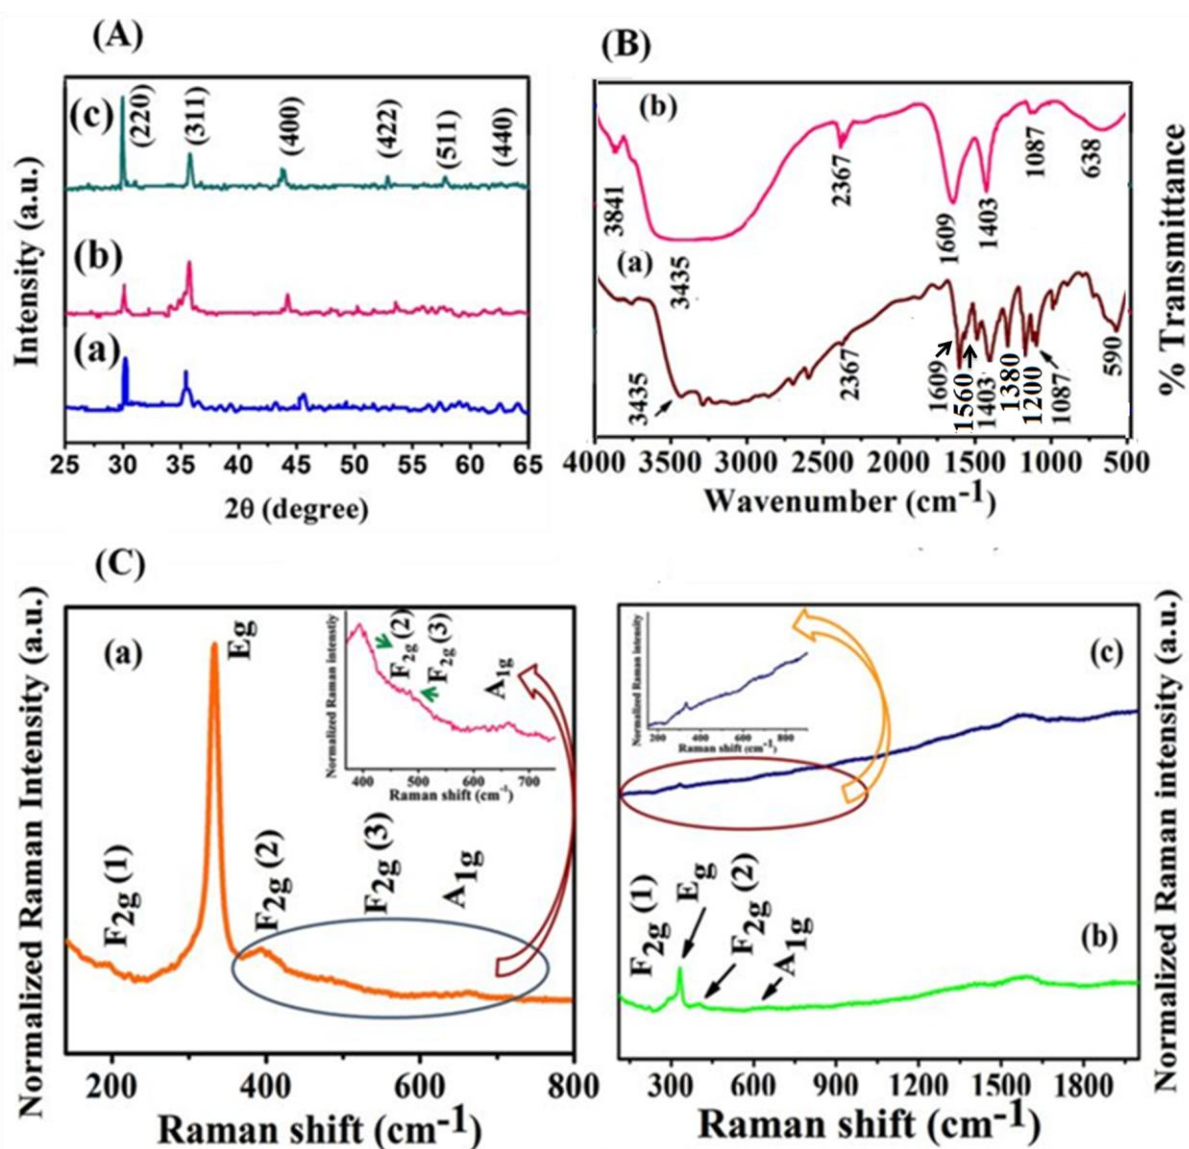 (A)
(c)
(220)
(311)
(400)
(422)
(511)
(440)
(b)
(a)
Intensity (a.u.)
25 30 35 40 45 50 55 60 65
2θ (degree)
(B)
(b)
3841
3435
2367
1609
1403
1087
638
(a)
3435
2367
1609
1560
1403
1380
1200
1087
590
% Transmittance
4000 3500 3000 2500 2000 1500 1000 500
Wavenumber (cm-1)
(C)
Normalized Raman Intensity (a.u.)
(a)
F2g (1)
Eg
F2g (2)
F2g (3)
A1g
Normalized Raman intenstiy
F2g (2)
F2g (3)
A1g
400 500 600 700
Raman shift (cm-1)
200 400 600 800
Raman shift (cm-1)
(c)
Normalized Raman intensity
200 400 600 800
Raman shift (cm-1)
F2g (1)
Eg
F2g (2)
A1g
(b)
300 600 900 1200 1500 1800
Raman shift (cm-1)
Normalized Raman Intensity (a.u.)